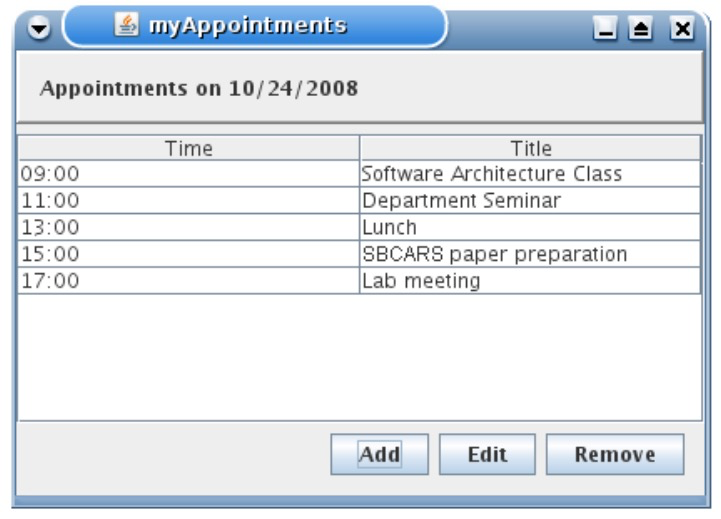 myAppointments
Appointments on 10/24/2008
Time Title
09:00 Software Architecture Class
11:00 Department Seminar
13:00 Lunch
15:00 SBCARS paper preparation
17:00 Lab meeting
Add Edit Remove